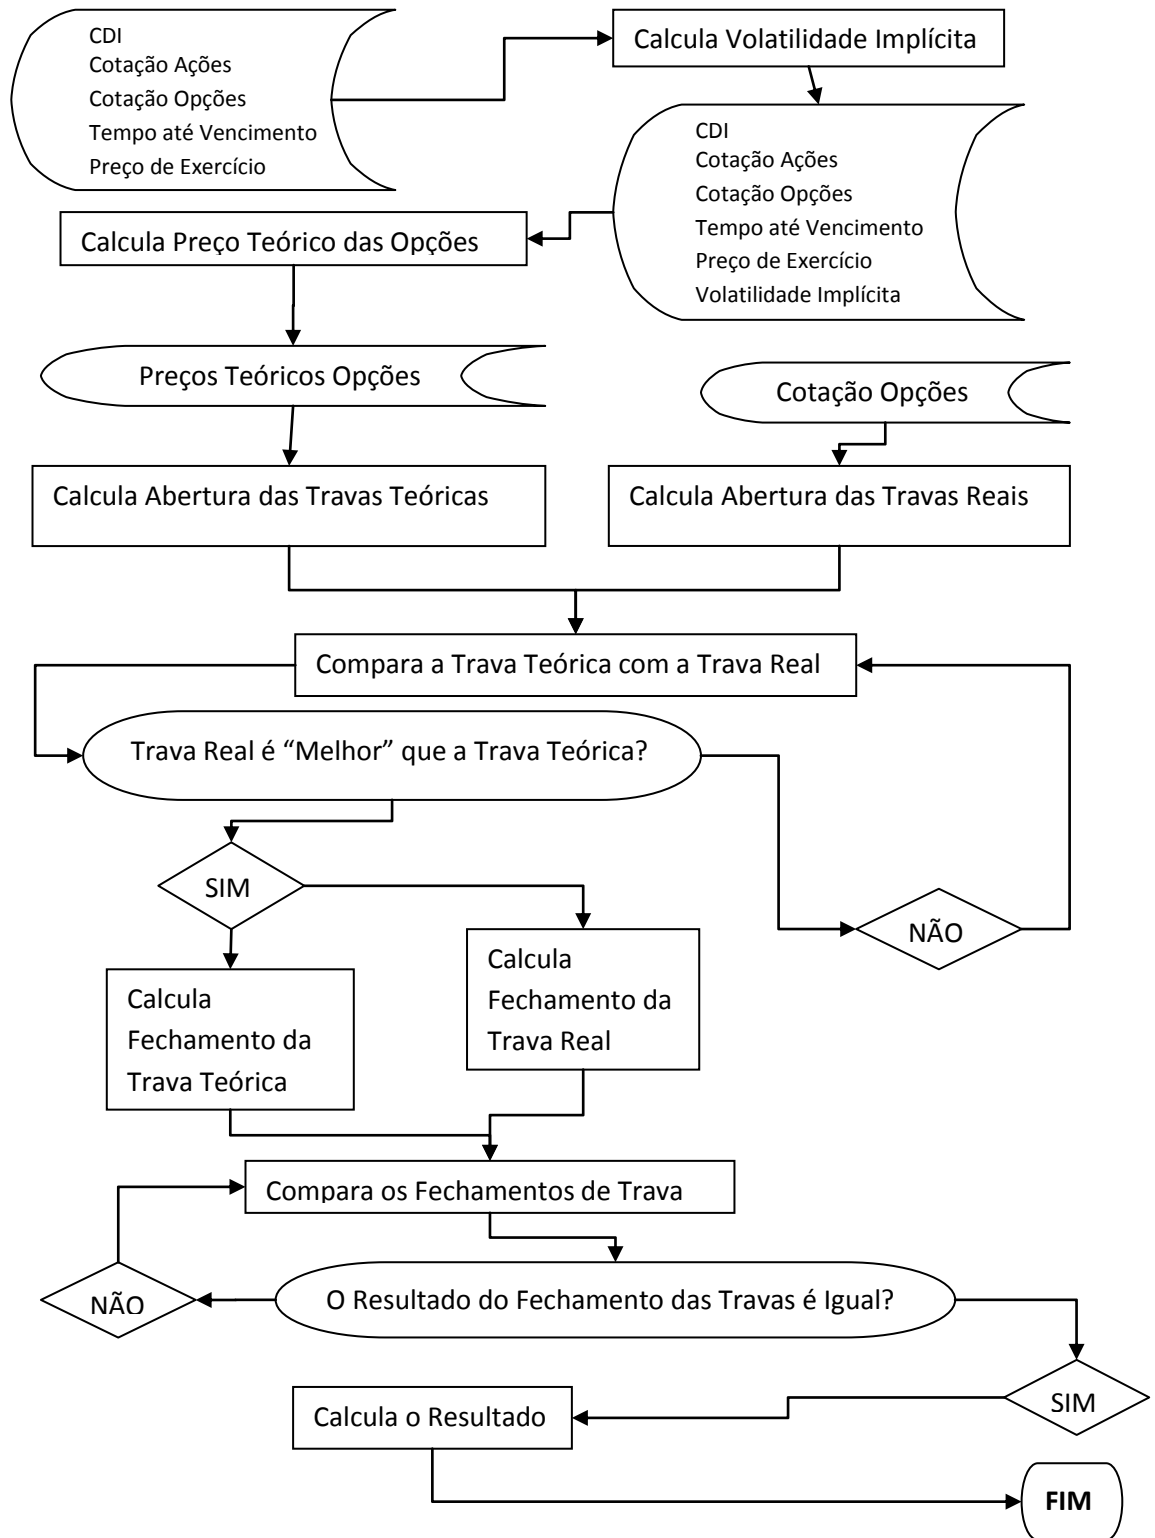 CDI
Cotação Ações
Cotação Opções
Tempo até Vencimento
Preço de Exercício
Calcula Volatilidade Implícita
CDI
Cotação Ações
Cotação Opções
Tempo até Vencimento
Preço de Exercício
Volatilidade Implícita
Calcula Preço Teórico das Opções
Preços Teóricos Opções
Cotação Opções
Calcula Abertura das Travas Teóricas
Calcula Abertura das Travas Reais
Compara a Trava Teórica com a Trava Real
Trava Real é “Melhor” que a Trava Teórica?
SIM
NÃO
Calcula
Fechamento da
Trava Teórica
Calcula
Fechamento da
Trava Real
Compara os Fechamentos de Trava
O Resultado do Fechamento das Travas é Igual?
NÃO
SIM
Calcula o Resultado
FIM